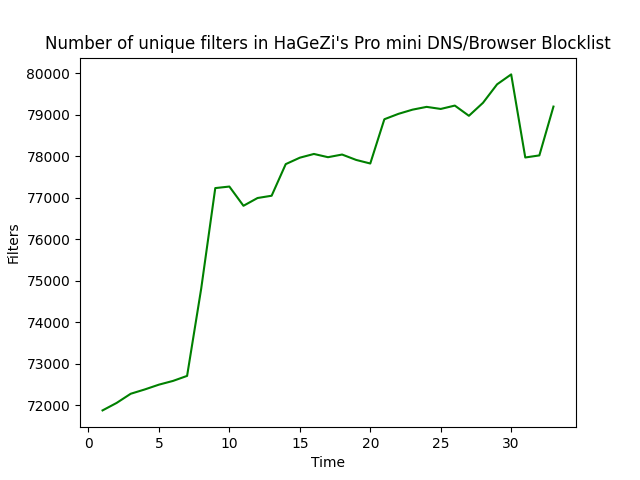 Number of unique filters in HaGeZi's Pro mini DNS/Browser Blocklist
80000
79000
78000
77000
76000
75000
74000
73000
72000
Filters
0 5 10 15 20 25 30
Time